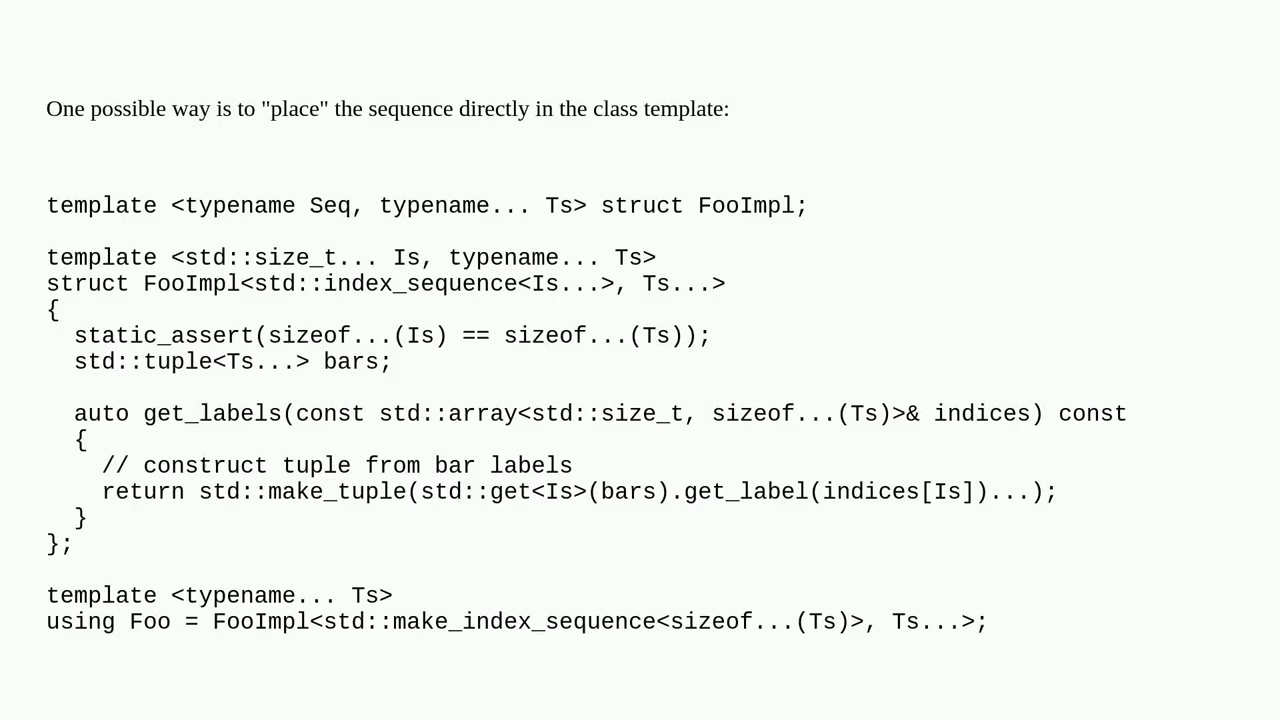 One possible way is to "place" the sequence directly in the class template:
template <typename Seq, typename... Ts> struct FooImpl;
template <std::size_t... Is, typename... Ts>
struct FooImpl<std::index_sequence<Is...>, Ts...>
{
  static_assert(sizeof...(Is) == sizeof...(Ts));
  std::tuple<Ts...> bars;
  auto get_labels(const std::array<std::size_t, sizeof...(Ts)>& indices) const
  {
    // construct tuple from bar labels
    return std::make_tuple(std::get<Is>(bars).get_label(indices[Is])...);
  }
};
template <typename... Ts>
using Foo = FooImpl<std::make_index_sequence<sizeof...(Ts)>, Ts...>;